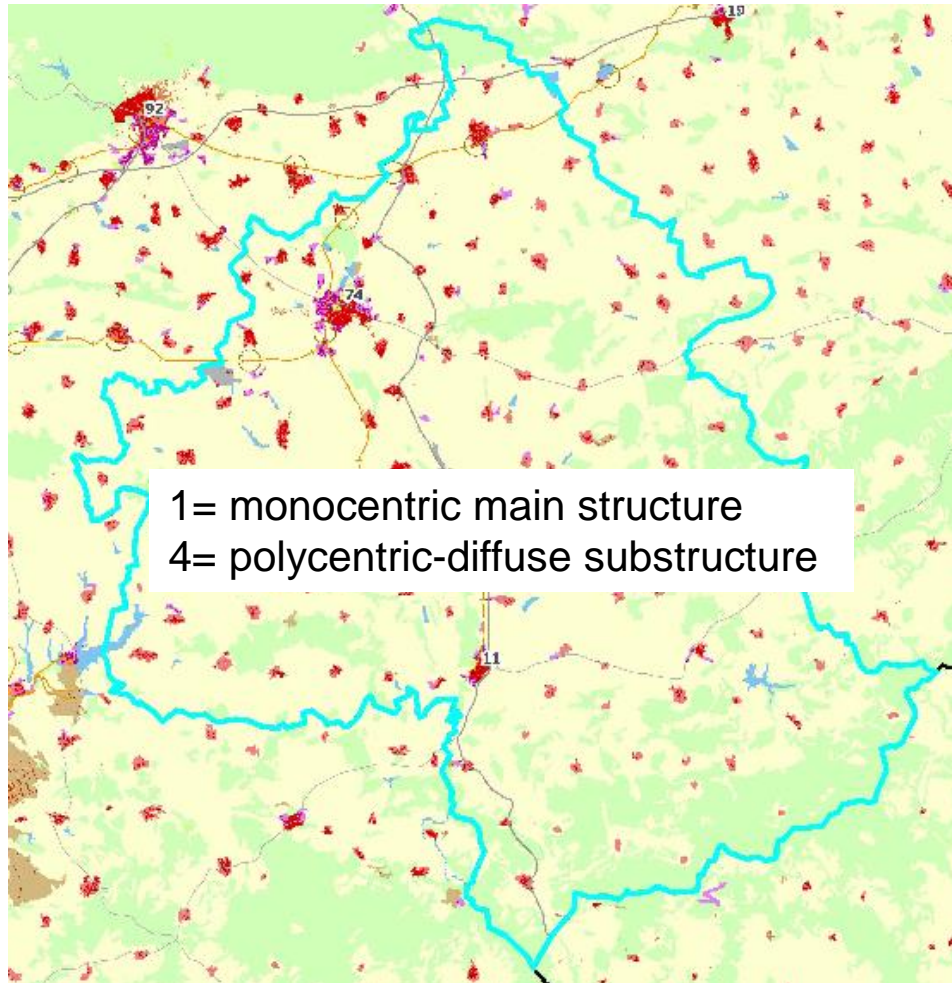 19
92
74
1= monocentric main structure
4= polycentric-diffuse substructure
11